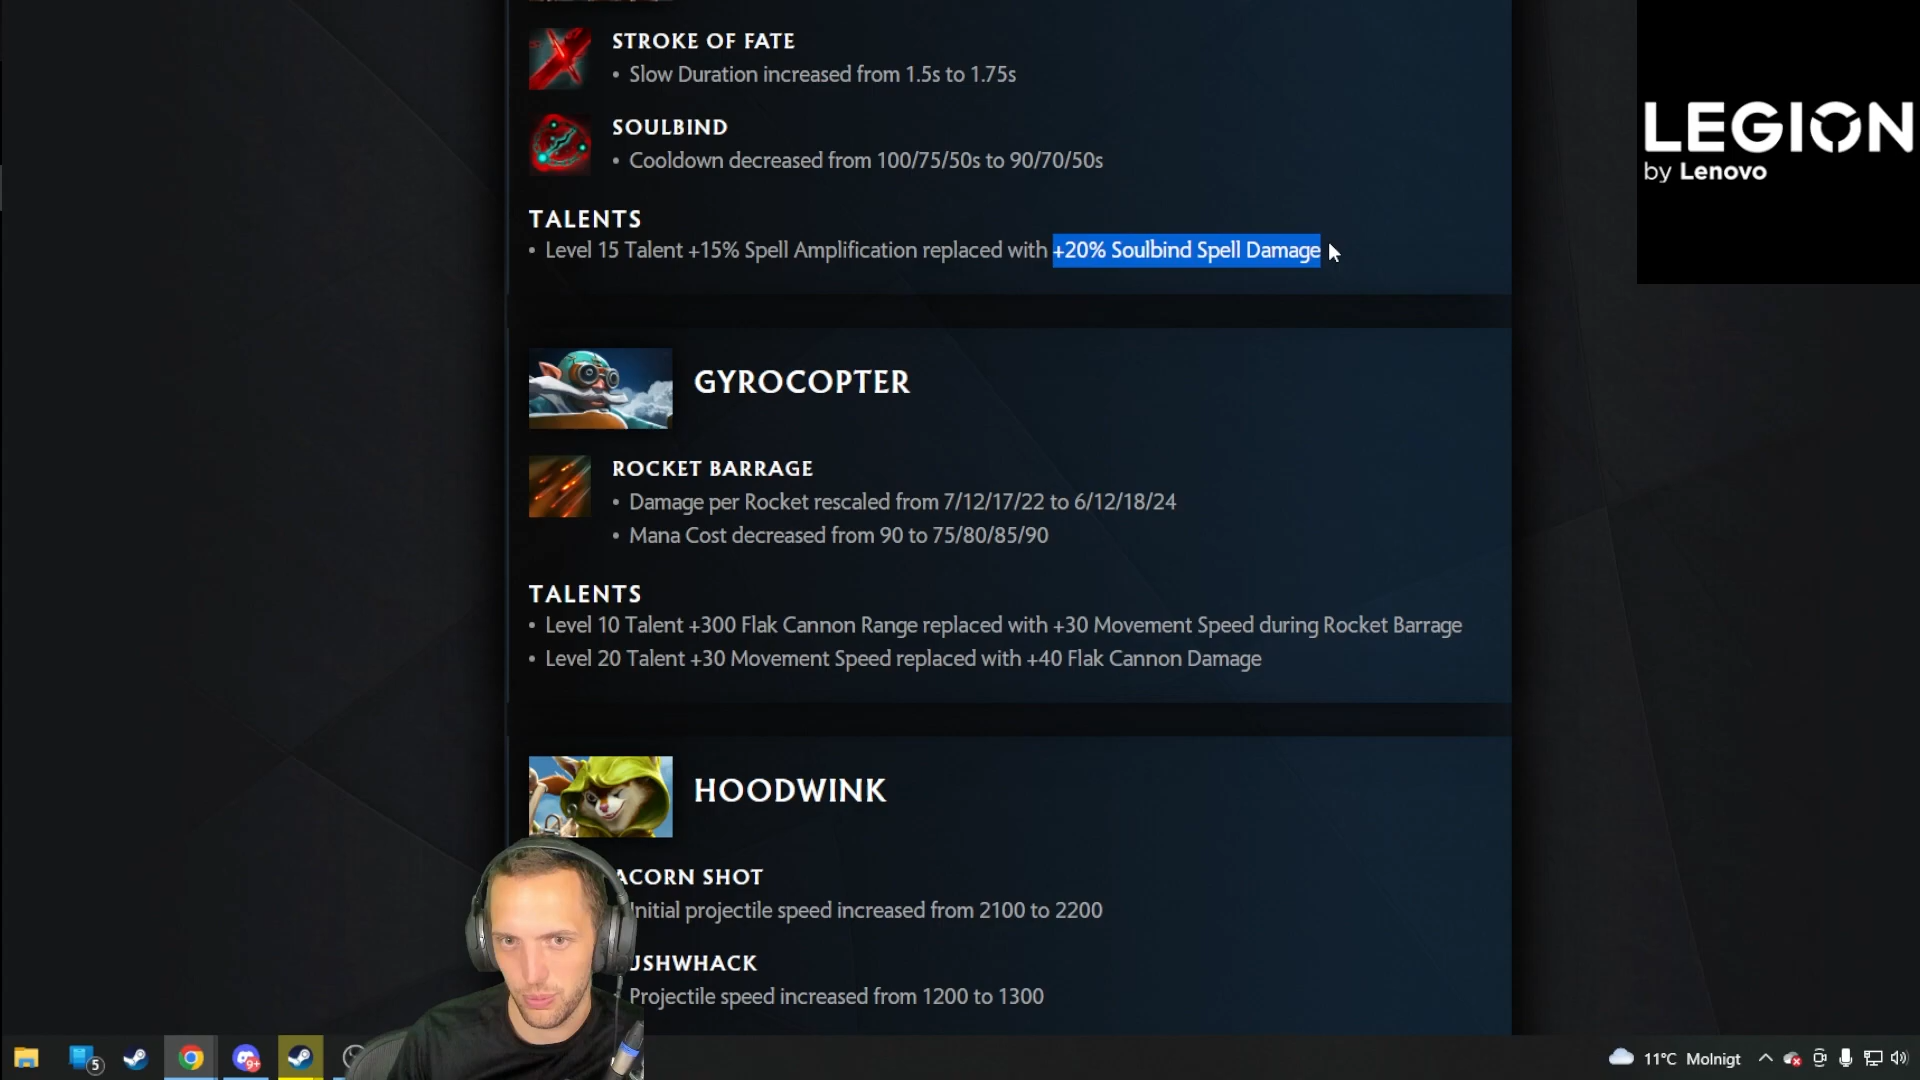 STROKE OF FATE
• Slow Duration increased from 1.5s to 1.75s
SOULBIND
• Cooldown decreased from 100/75/50s to 90/70/50s
TALENTS
• Level 15 Talent +15% Spell Amplification replaced with +20% Soulbind Spell Damage
LEGION
by Lenovo
GYROCOPTER
ROCKET BARRAGE
• Damage per Rocket rescaled from 7/12/17/22 to 6/12/18/24
• Mana Cost decreased from 90 to 75/80/85/90
TALENTS
• Level 10 Talent +300 Flak Cannon Range replaced with +30 Movement Speed during Rocket Barrage
• Level 20 Talent +30 Movement Speed replaced with +40 Flak Cannon Damage
HOODWINK
ACORN SHOT
Initial projectile speed increased from 2100 to 2200
USHWHACK
Projectile speed increased from 1200 to 1300
5
9+
11°C Molnigt